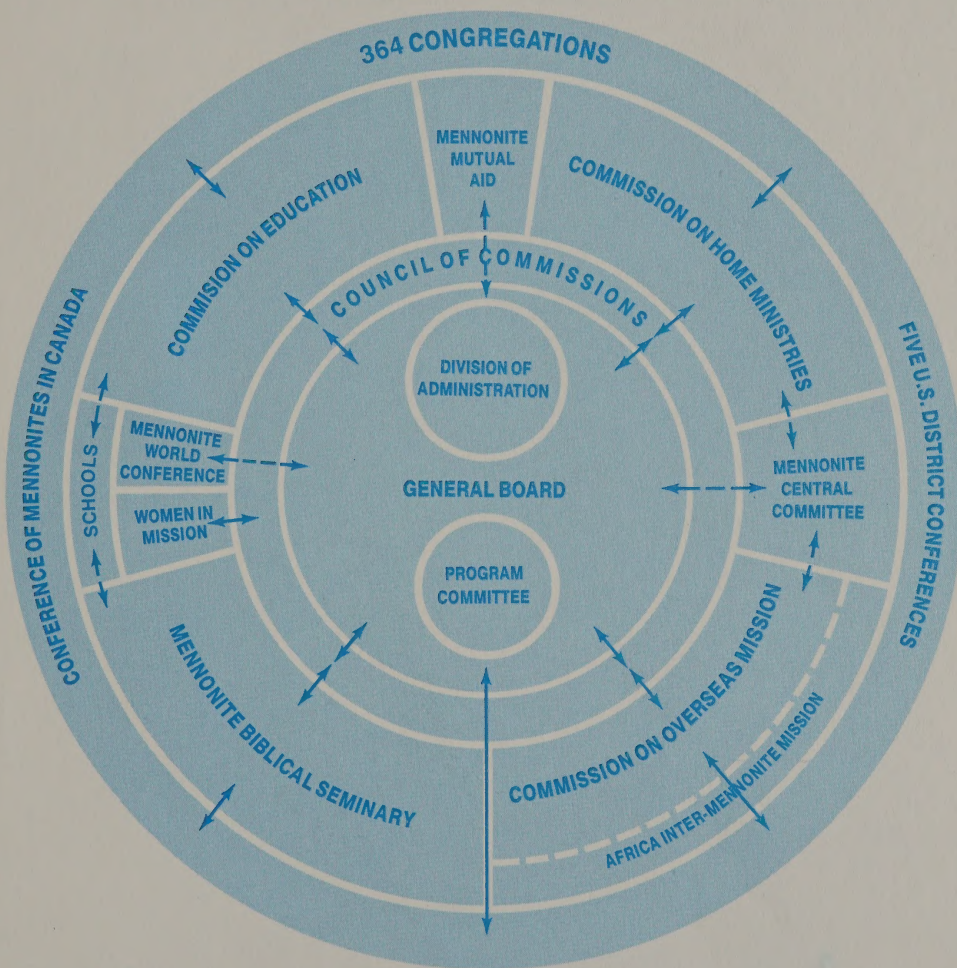 364 CONGREGATIONS
CONFERENCE OF MENNONITES IN CANADA
FIVE U.S. DISTRICT CONFERENCES
COMMISION ON EDUCATION
MENNONITE
MUTUAL
AID
COMMISSION ON HOME MINISTRIES
COUNCIL OF COMMISSIONS
DIVISION OF
ADMINISTRATION
SCHOOLS
MENNONITE
WORLD
CONFERENCE
WOMEN IN
MISSION
GENERAL BOARD
MENNONITE
CENTRAL
COMMITTEE
PROGRAM
COMMITTEE
MENNONITE BIBLICAL SEMINARY
COMMISSION ON OVERSEAS MISSION
AFRICA INTER-MENNONITE MISSION